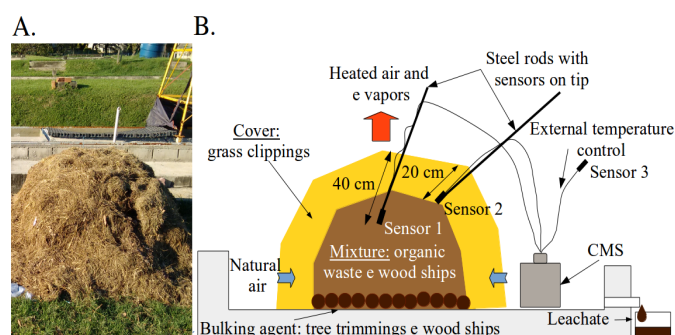 A.
B.
Heated air and
e vapors
Steel rods with
sensors on tip
Cover:
grass clippings
External temperature
control
Sensor 3
40 cm
20 cm
Sensor 2
Sensor 1
Mixture: organic
waste e wood ships
Natural
air
CMS
Leachate
Bulking agent: tree trimmings e wood ships